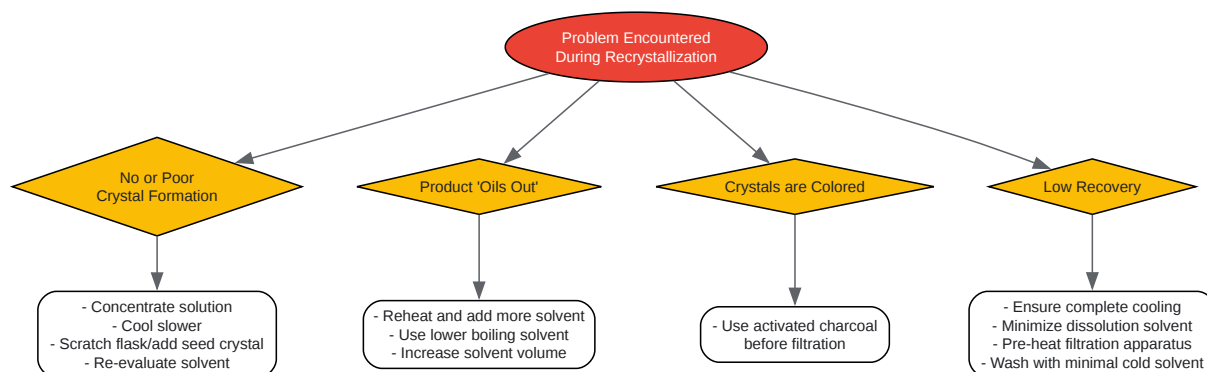 Problem Encountered
During Recrystallization
No or Poor
Crystal Formation
Product 'Oils Out'
Crystals are Colored
Low Recovery
- Concentrate solution
- Cool slower
- Scratch flask/add seed crystal
- Re-evaluate solvent
- Reheat and add more solvent
- Use lower boiling solvent
- Increase solvent volume
- Use activated charcoal
before filtration
- Ensure complete cooling
- Minimize dissolution solvent
- Pre-heat filtration apparatus
- Wash with minimal cold solvent